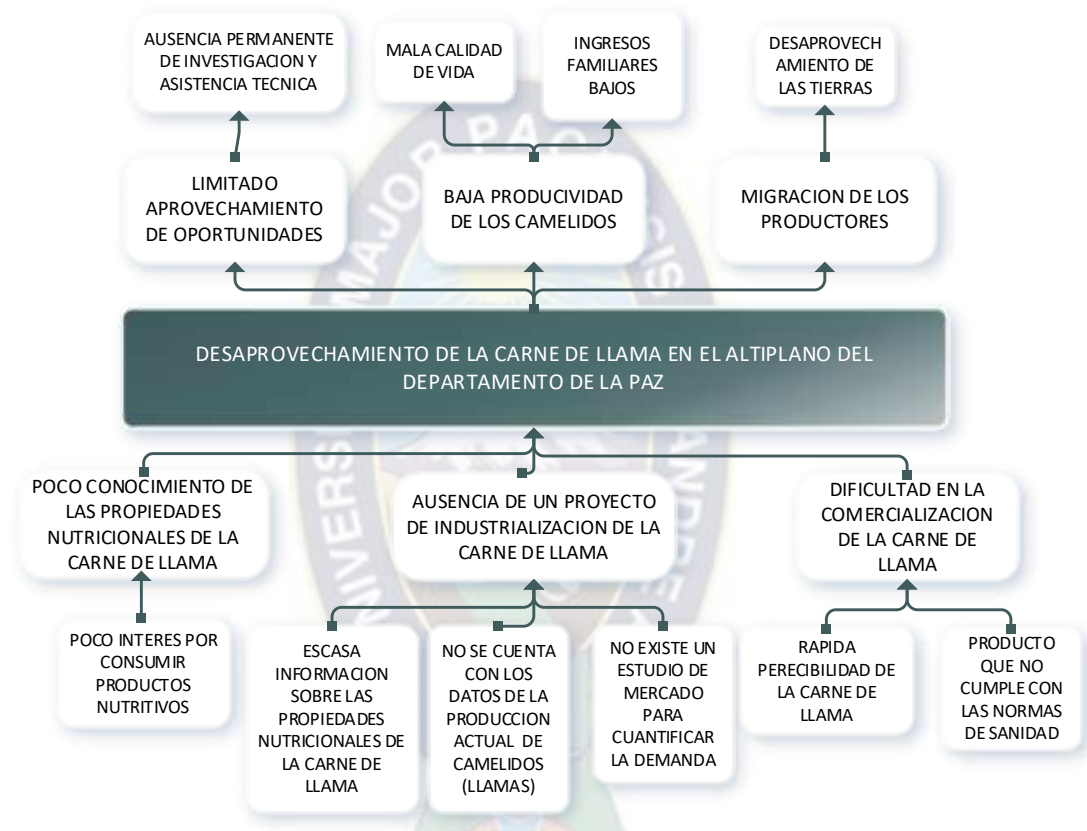 AUSENCIA PERMANENTE
DE INVESTIGACION Y
ASISTENCIA TECNICA
MALA CALIDAD
DE VIDA
INGRESOS
FAMILIARES
BAJOS
DESAPROVECH
AMIENTO DE
LAS TIERRAS
LIMITADO
APROVECHAMIENTO
DE OPORTUNIDADES
BAJA PRODUCIVIDAD
DE LOS CAMELIDOS
MIGRACION DE LOS
PRODUCTORES
DESAPROVECHAMIENTO DE LA CARNE DE LLAMA EN EL ALTIPLANO DEL
DEPARTAMENTO DE LA PAZ
POCO CONOCIMIENTO DE
LAS PROPIEDADES
NUTRICIONALES DE LA
CARNE DE LLAMA
AUSENCIA DE UN PROYECTO
DE INDUSTRIALIZACION DE LA
CARNE DE LLAMA
DIFICULTAD EN LA
COMERCIALIZACION
DE LA CARNE DE
LLAMA
POCO INTERES POR
CONSUMIR
PRODUCTOS
NUTRITIVOS
ESCASA
INFORMACION
SOBRE LAS
PROPIEDADES
NUTRICIONALES DE
LA CARNE DE
LLAMA
NO SE CUENTA
CON LOS
DATOS DE LA
PRODUCCION
ACTUAL DE
CAMELIDOS
(LLAMAS)
NO EXISTE UN
ESTUDIO DE
MERCADO
PARA
CUANTIFICAR
LA DEMANDA
RAPIDA
PERECIBILIDAD DE
LA CARNE DE
LLAMA
PRODUCTO
QUE NO
CUMPLE CON
LAS NORMAS
DE SANIDAD